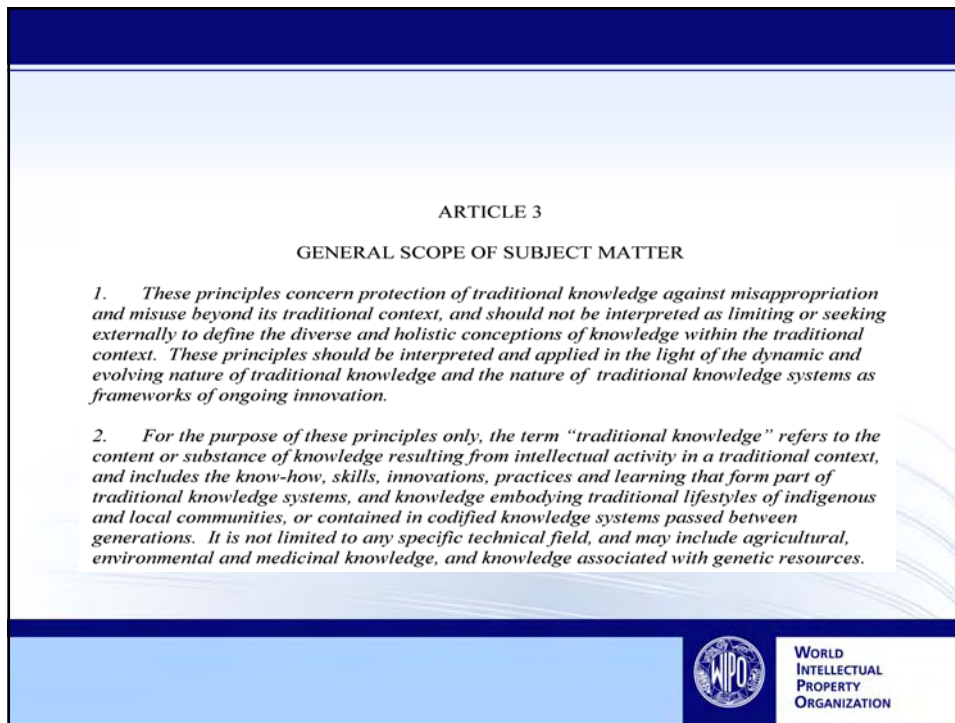 ARTICLE 3
GENERAL SCOPE OF SUBJECT MATTER
1. These principles concern protection of traditional knowledge against misappropriation
and misuse beyond its traditional context, and should not be interpreted as limiting or seeking
externally to define the diverse and holistic conceptions of knowledge within the traditional
context. These principles should be interpreted and applied in the light of the dynamic and
evolving nature of traditional knowledge and the nature of traditional knowledge systems as
frameworks of ongoing innovation.
2. For the purpose of these principles only, the term “traditional knowledge” refers to the
content or substance of knowledge resulting from intellectual activity in a traditional context,
and includes the know-how, skills, innovations, practices and learning that form part of
traditional knowledge systems, and knowledge embodying traditional lifestyles of indigenous
and local communities, or contained in codified knowledge systems passed between
generations. It is not limited to any specific technical field, and may include agricultural,
environmental and medicinal knowledge, and knowledge associated with genetic resources.
WIPO
WORLD
INTELLECTUAL
PROPERTY
ORGANIZATION